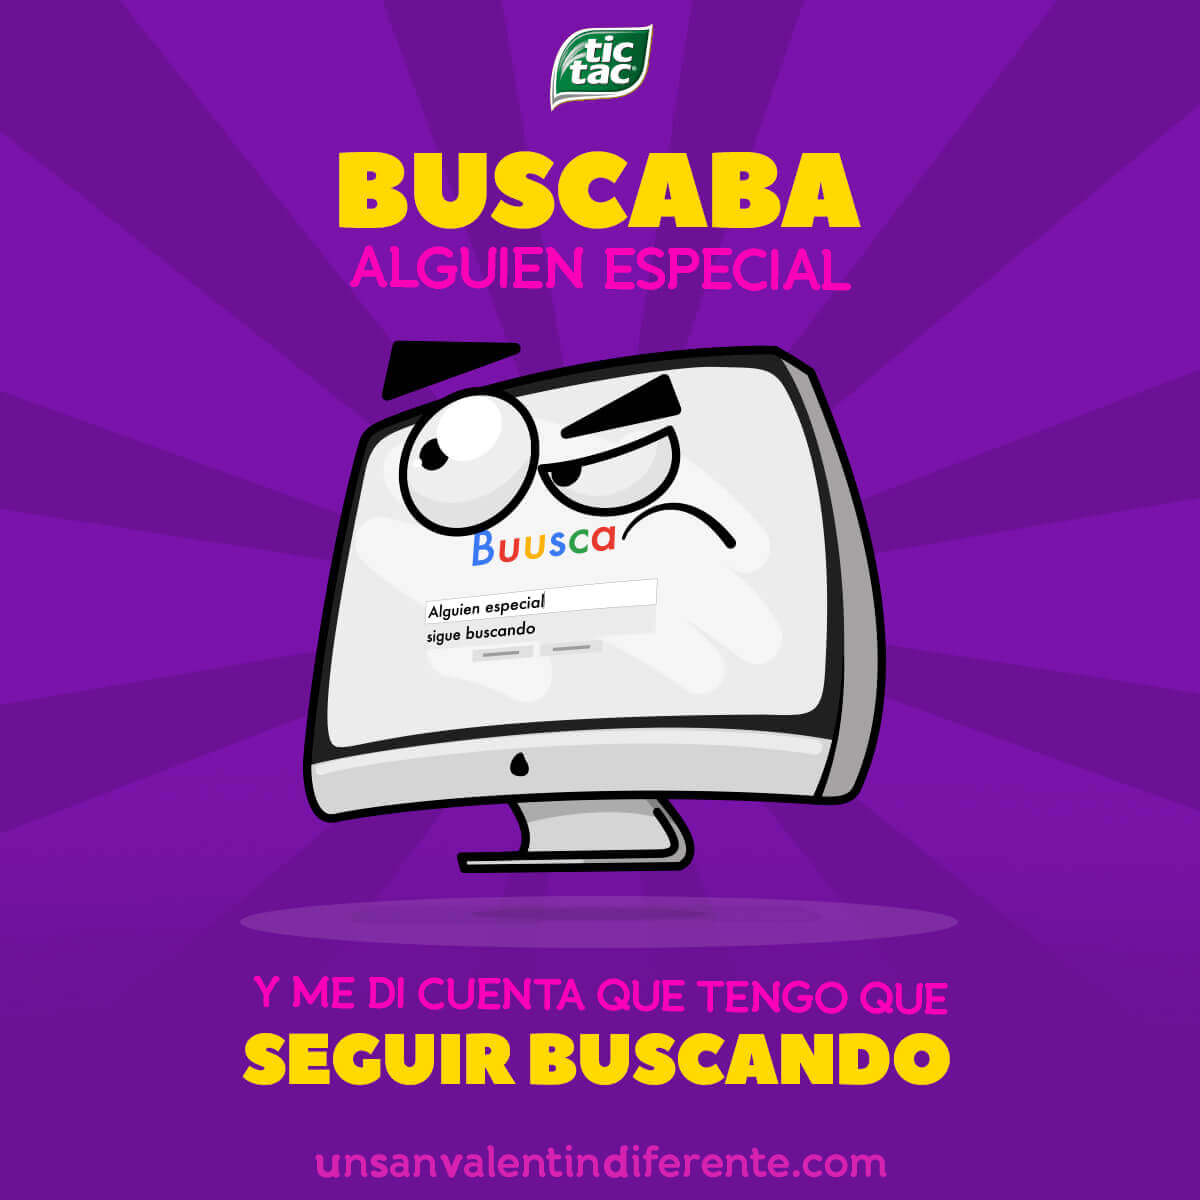 tic
tac
BUSCABA
ALGUIEN ESPECIAL
Buusca
Alguien especial
sigue buscando
Y ME DI CUENTA QUE TENGO QUE
SEGUIR BUSCANDO
unsanvalentindiferente.com